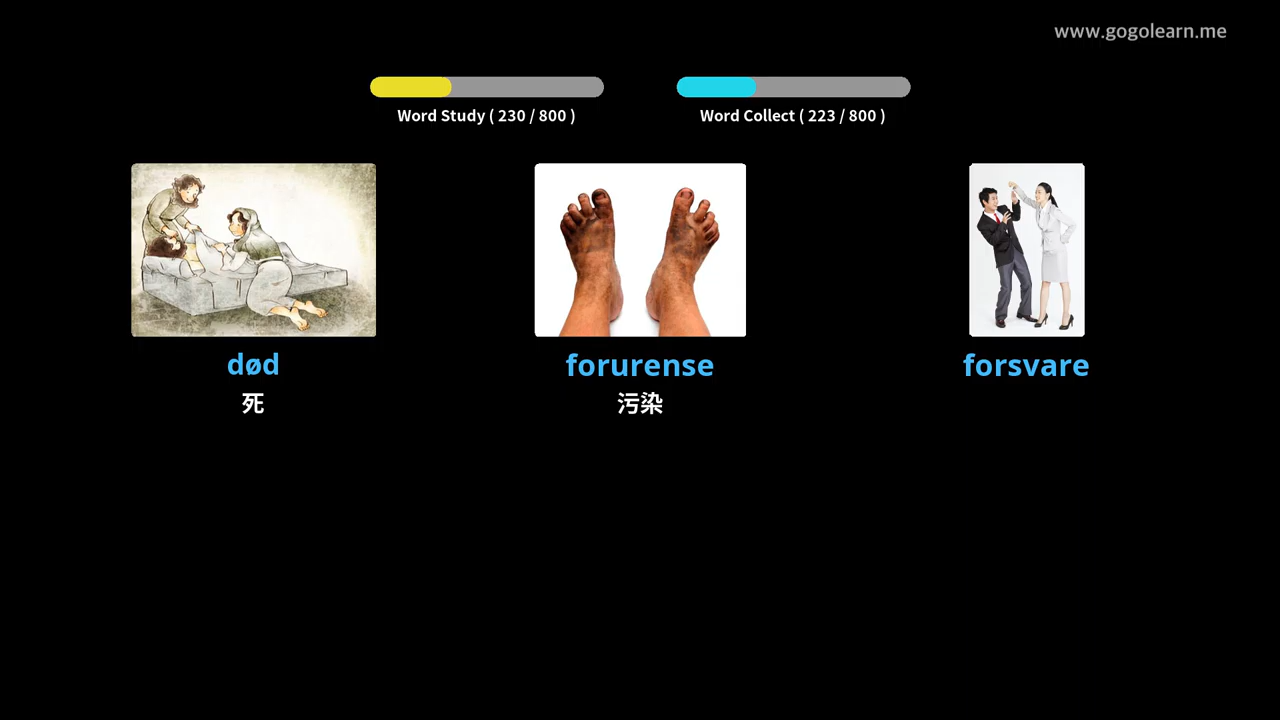 www.gogolearn.me
Word Study ( 230 / 800 )
Word Collect ( 223 / 800 )
død
forurense
forsvare
死
污染